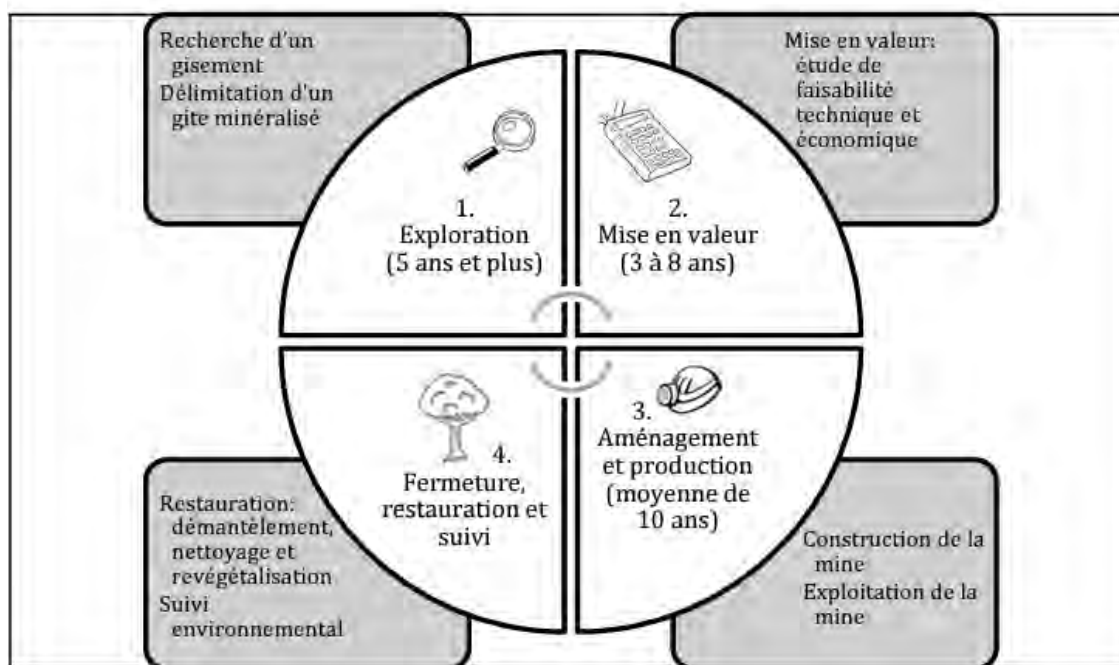 Recherche d'un
gisement
Délimitation d'un
gite minéralisé
1.
Exploration
(5 ans et plus)
Mise en valeur:
étude de
faisabilité
technique et
économique
2.
Mise en valeur
(3 à 8 ans)
3.
Aménagement
et production
(moyenne de
10 ans)
Construction de la
mine
Exploitation de la
mine
4.
Fermeture,
restauration et
suivi
Restauration:
démantèlement,
nettoyage et
revégétalisation
Suivi
environnemental